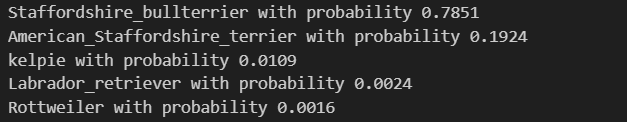 Staffordshire_bullterrier with probability 0.7851
American_Staffordshire_terrier with probability 0.1924
kelpie with probability 0.0109
Labrador_retriever with probability 0.0024
Rottweiler with probability 0.0016